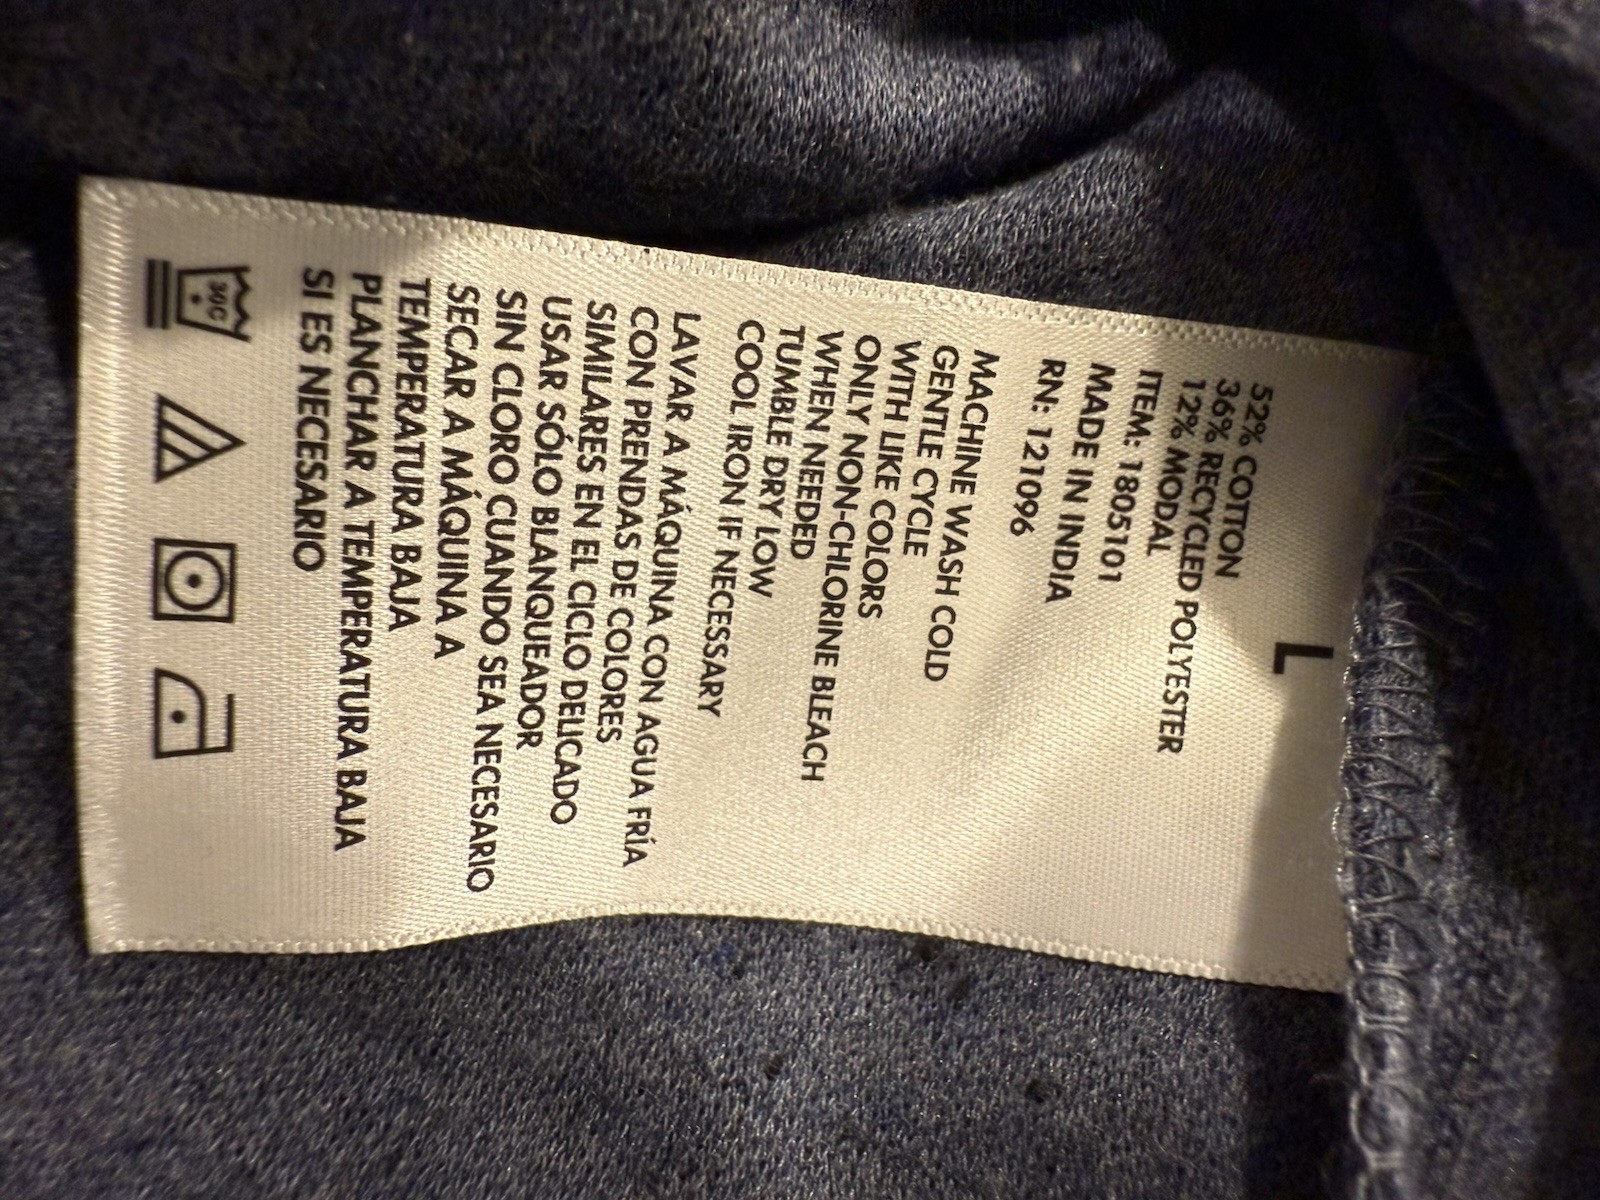 L
52% COTTON
36% RECYCLED POLYESTER
12% MODAL
ITEM: 1805101
MADE IN INDIA
RN: 121096
MACHINE WASH COLD
GENTLE CYCLE
WITH LIKE COLORS
ONLY NON-CHLORINE BLEACH
WHEN NEEDED
TUMBLE DRY LOW
COOL IRON IF NECESSARY
LAVAR A MÁQUINA CON AGUA FRÍA
CON PRENDAS DE COLORES
SIMILARES EN EL CICLO DELICADO
USAR SÓLO BLANQUEADOR
SIN CLORO CUANDO SEA NECESARIO
SECAR A MÁQUINA A
TEMPERATURA BAJA
PLANCHAR A TEMPERATURA BAJA
SI ES NECESARIO
30C